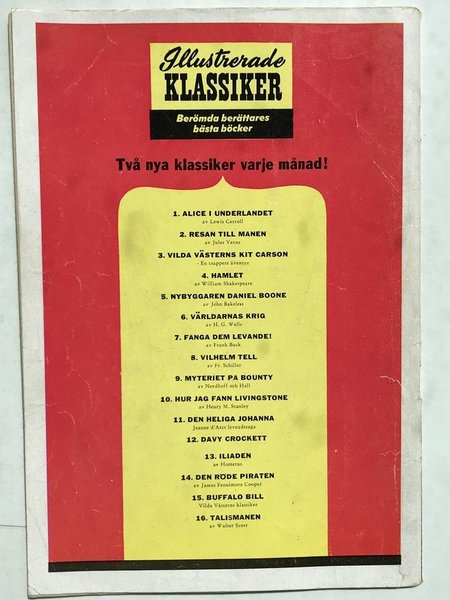 Illustrerade
KLASSIKER
Berömda berättares
bästa böcker
Två nya klassiker varje månad!
1. ALICE I UNDERLANDET
av Lewis Carroll
2. RESAN TILL MÅNEN
av Jules Verne
3. VILDA VÄSTERNS KIT CARSON
- En trappers äventyr
4. HAMLET
av William Shakespeare
5. NYBYGGAREN DANIEL BOONE
av John Bakeless
6. VÄRLDARNAS KRIG
av H. G. Wells
7. FÅNGA DEM LEVANDE!
av Frank Buck
8. VILHELM TELL
av Fr. Schiller
9. MYTERIET PÅ BOUNTY
av Nordhoff och Hall
10. HUR JAG FANN LIVINGSTONE
av Henry M. Stanley
11. DEN HELIGA JOHANNA
Jeanne d'Arcs levnadssaga
12. DAVY CROCKETT
13. ILIADEN
av Homeros
14. DEN RÖDE PIRATEN
av James Fennimore Cooper
15. BUFFALO BILL
Vilda Västerns klassiker
16. TALISMANEN
av Walter Scott